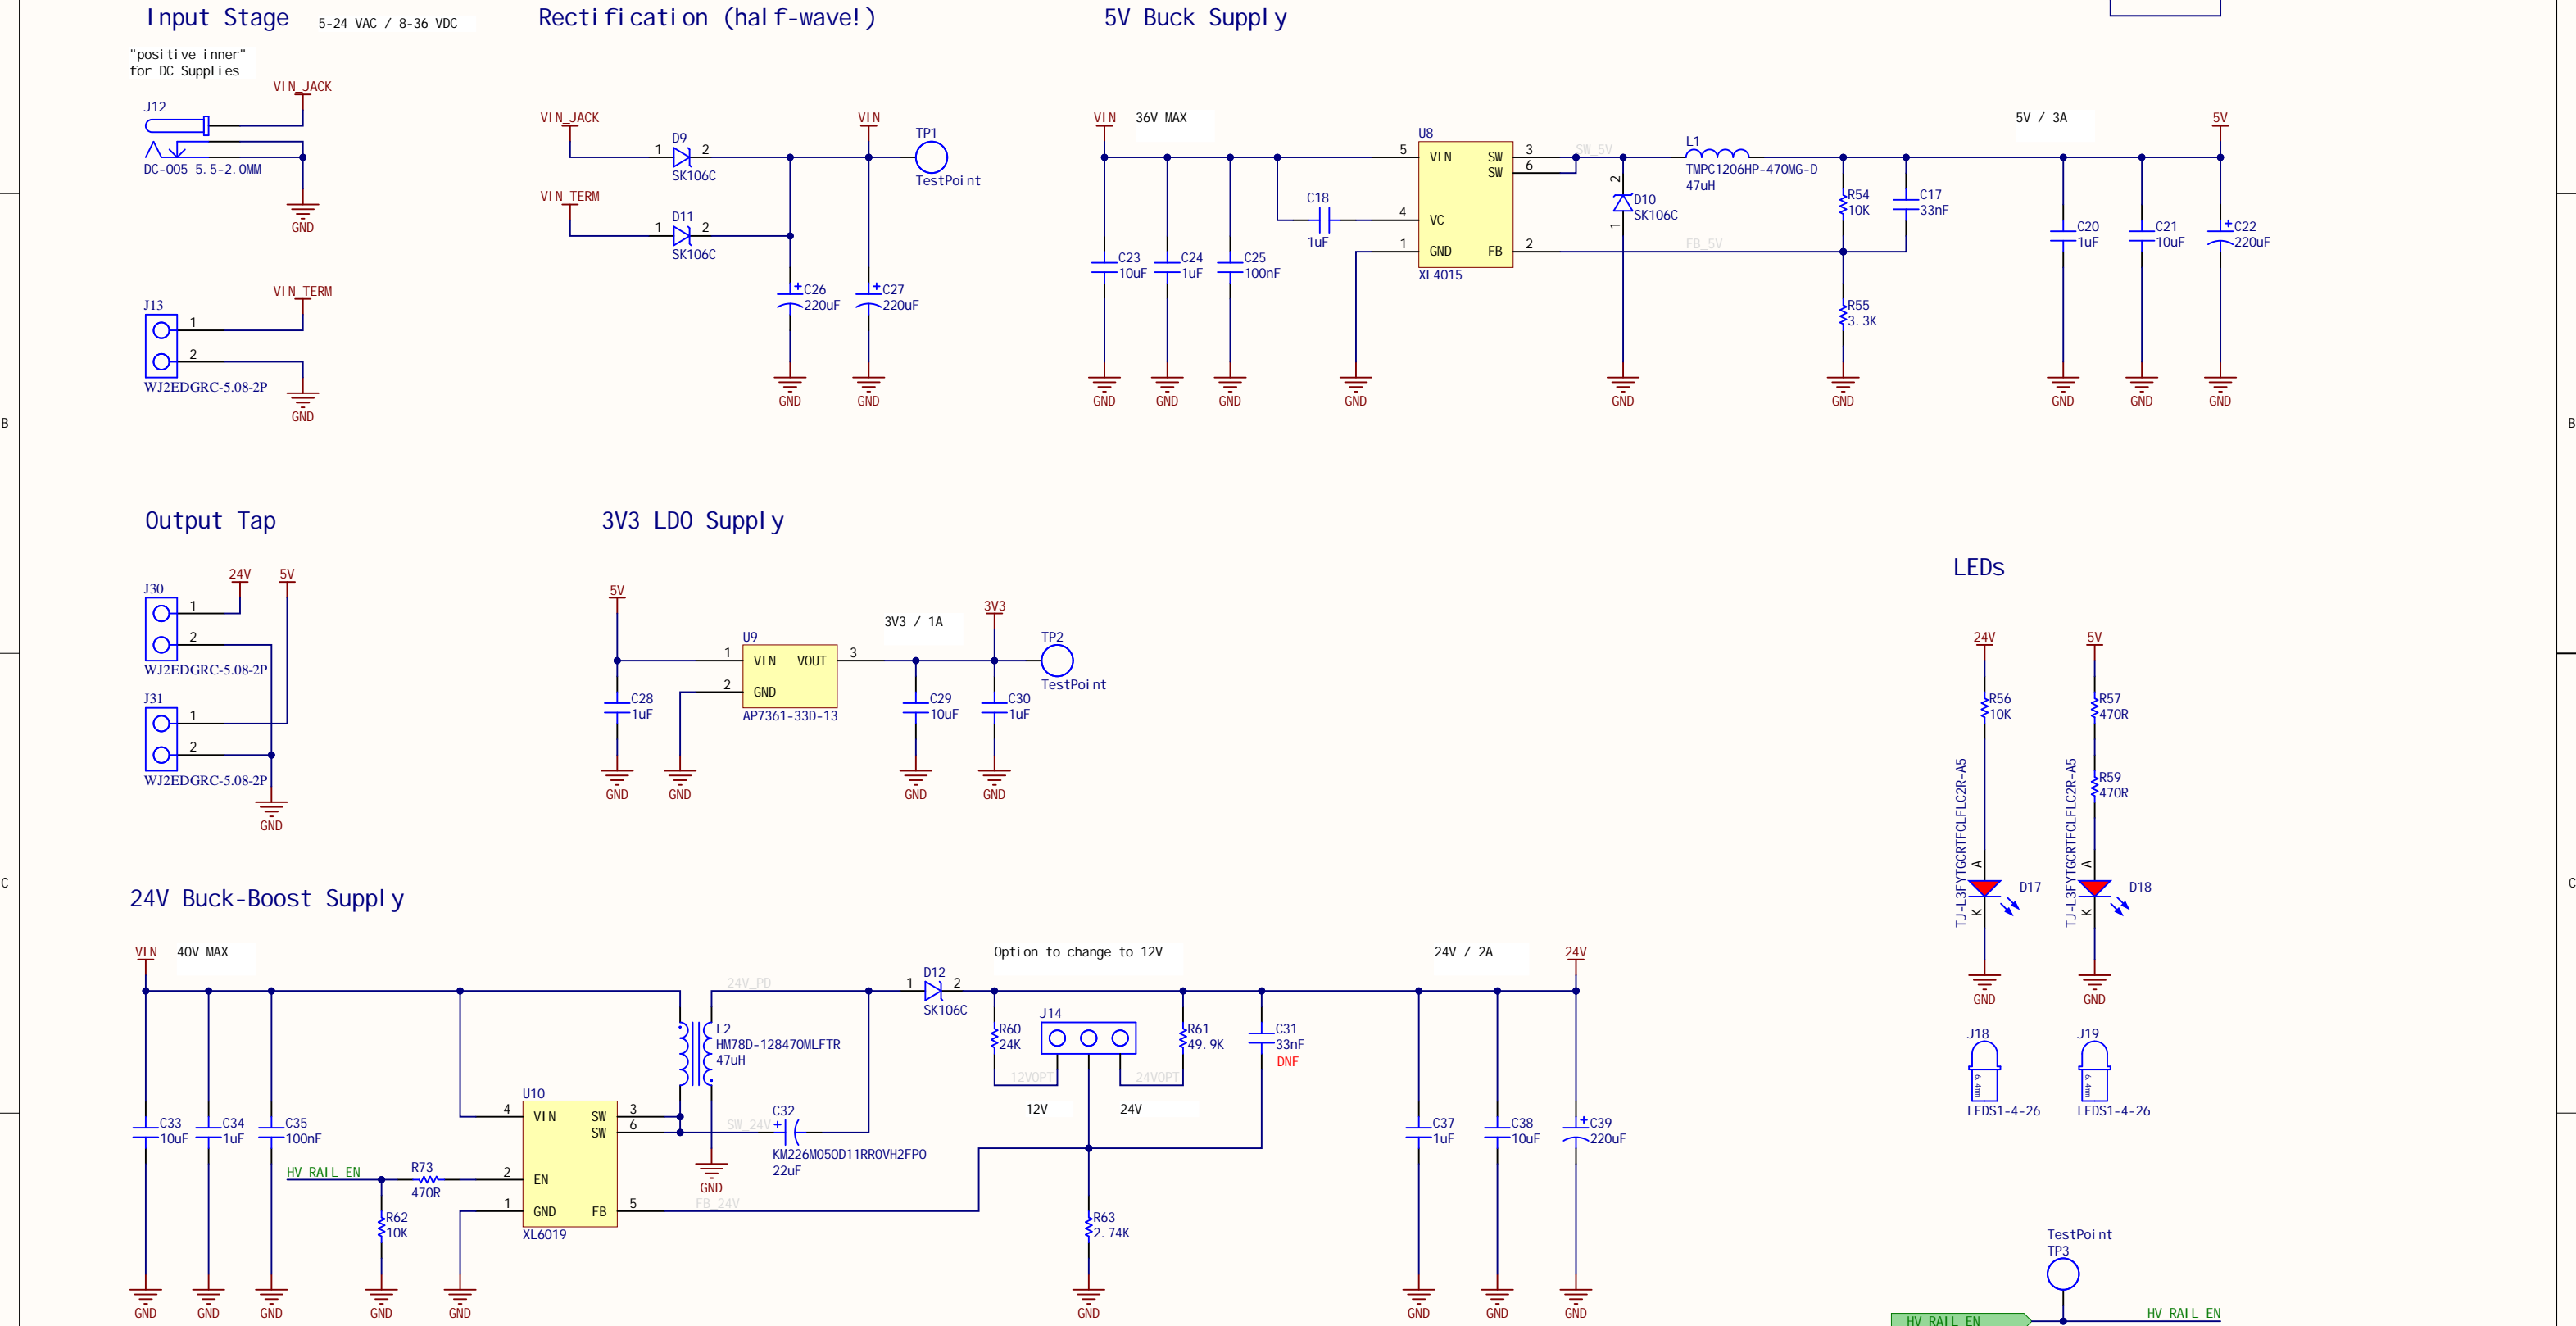 Input Stage
5-24 VAC / 8-36 VDC
"positive inner"
for DC Supplies
VIN_JACK
J12
DC-005 5.5-2.0MM
GND
VIN_TERM
J13
1
2
WJ2EDGRC-5.08-2P
GND
Rectification (half-wave!)
VIN_JACK
VIN
TP1
TestPoint
1
D9
2
SK106C
VIN_TERM
1
D11
2
SK106C
C26
220uF
C27
220uF
GND
GND
5V Buck Supply
VIN
36V MAX
5V / 3A
5V
U8
5
VIN
SW
3
SW
6
4
VC
1
GND
FB
2
XL4015
SW_5V
L1
TMPC1206HP-470MG-D
47uH
C18
1uF
2
D10
SK106C
1
FB_5V
R54
10K
C17
33nF
R55
3.3K
C23
10uF
C24
1uF
C25
100nF
C20
1uF
C21
10uF
C22
220uF
GND
GND
GND
GND
GND
GND
GND
GND
GND
B
B
Output Tap
24V
5V
J30
1
2
WJ2EDGRC-5.08-2P
J31
1
2
WJ2EDGRC-5.08-2P
GND
3V3 LDO Supply
5V
3V3 / 1A
3V3
U9
1
VIN
VOUT
3
2
GND
AP7361-33D-13
TP2
TestPoint
C28
1uF
C29
10uF
C30
1uF
GND
GND
GND
GND
LEDs
24V
5V
R56
10K
R57
470R
R59
470R
TJ-L3FYTGCRTFCLFLC2R-A5
A
K
D17
TJ-L3FYTGCRTFCLFLC2R-A5
A
K
D18
GND
GND
J18
6.4mm
LEDS1-4-26
J19
6.4mm
LEDS1-4-26
C
C
24V Buck-Boost Supply
VIN
40V MAX
24V_PD
1
D12
2
SK106C
Option to change to 12V
24V / 2A
24V
L2
HM78D-128470MLFTR
47uH
R60
24K
J14
R61
49.9K
C31
33nF
DNF
12VOPT
24VOPT
12V
24V
U10
4
VIN
SW
3
SW
6
2
EN
1
GND
FB
5
XL6019
SW_24V
C32
KM226M050D11RR0VH2FP0
22uF
GND
FB_24V
C33
10uF
C34
1uF
C35
100nF
HV_RAIL_EN
R73
470R
R62
10K
R63
2.74K
C37
1uF
C38
10uF
C39
220uF
GND
GND
GND
GND
GND
GND
GND
GND
GND
TestPoint
TP3
HV_RAIL_EN
HV_RAIL_EN